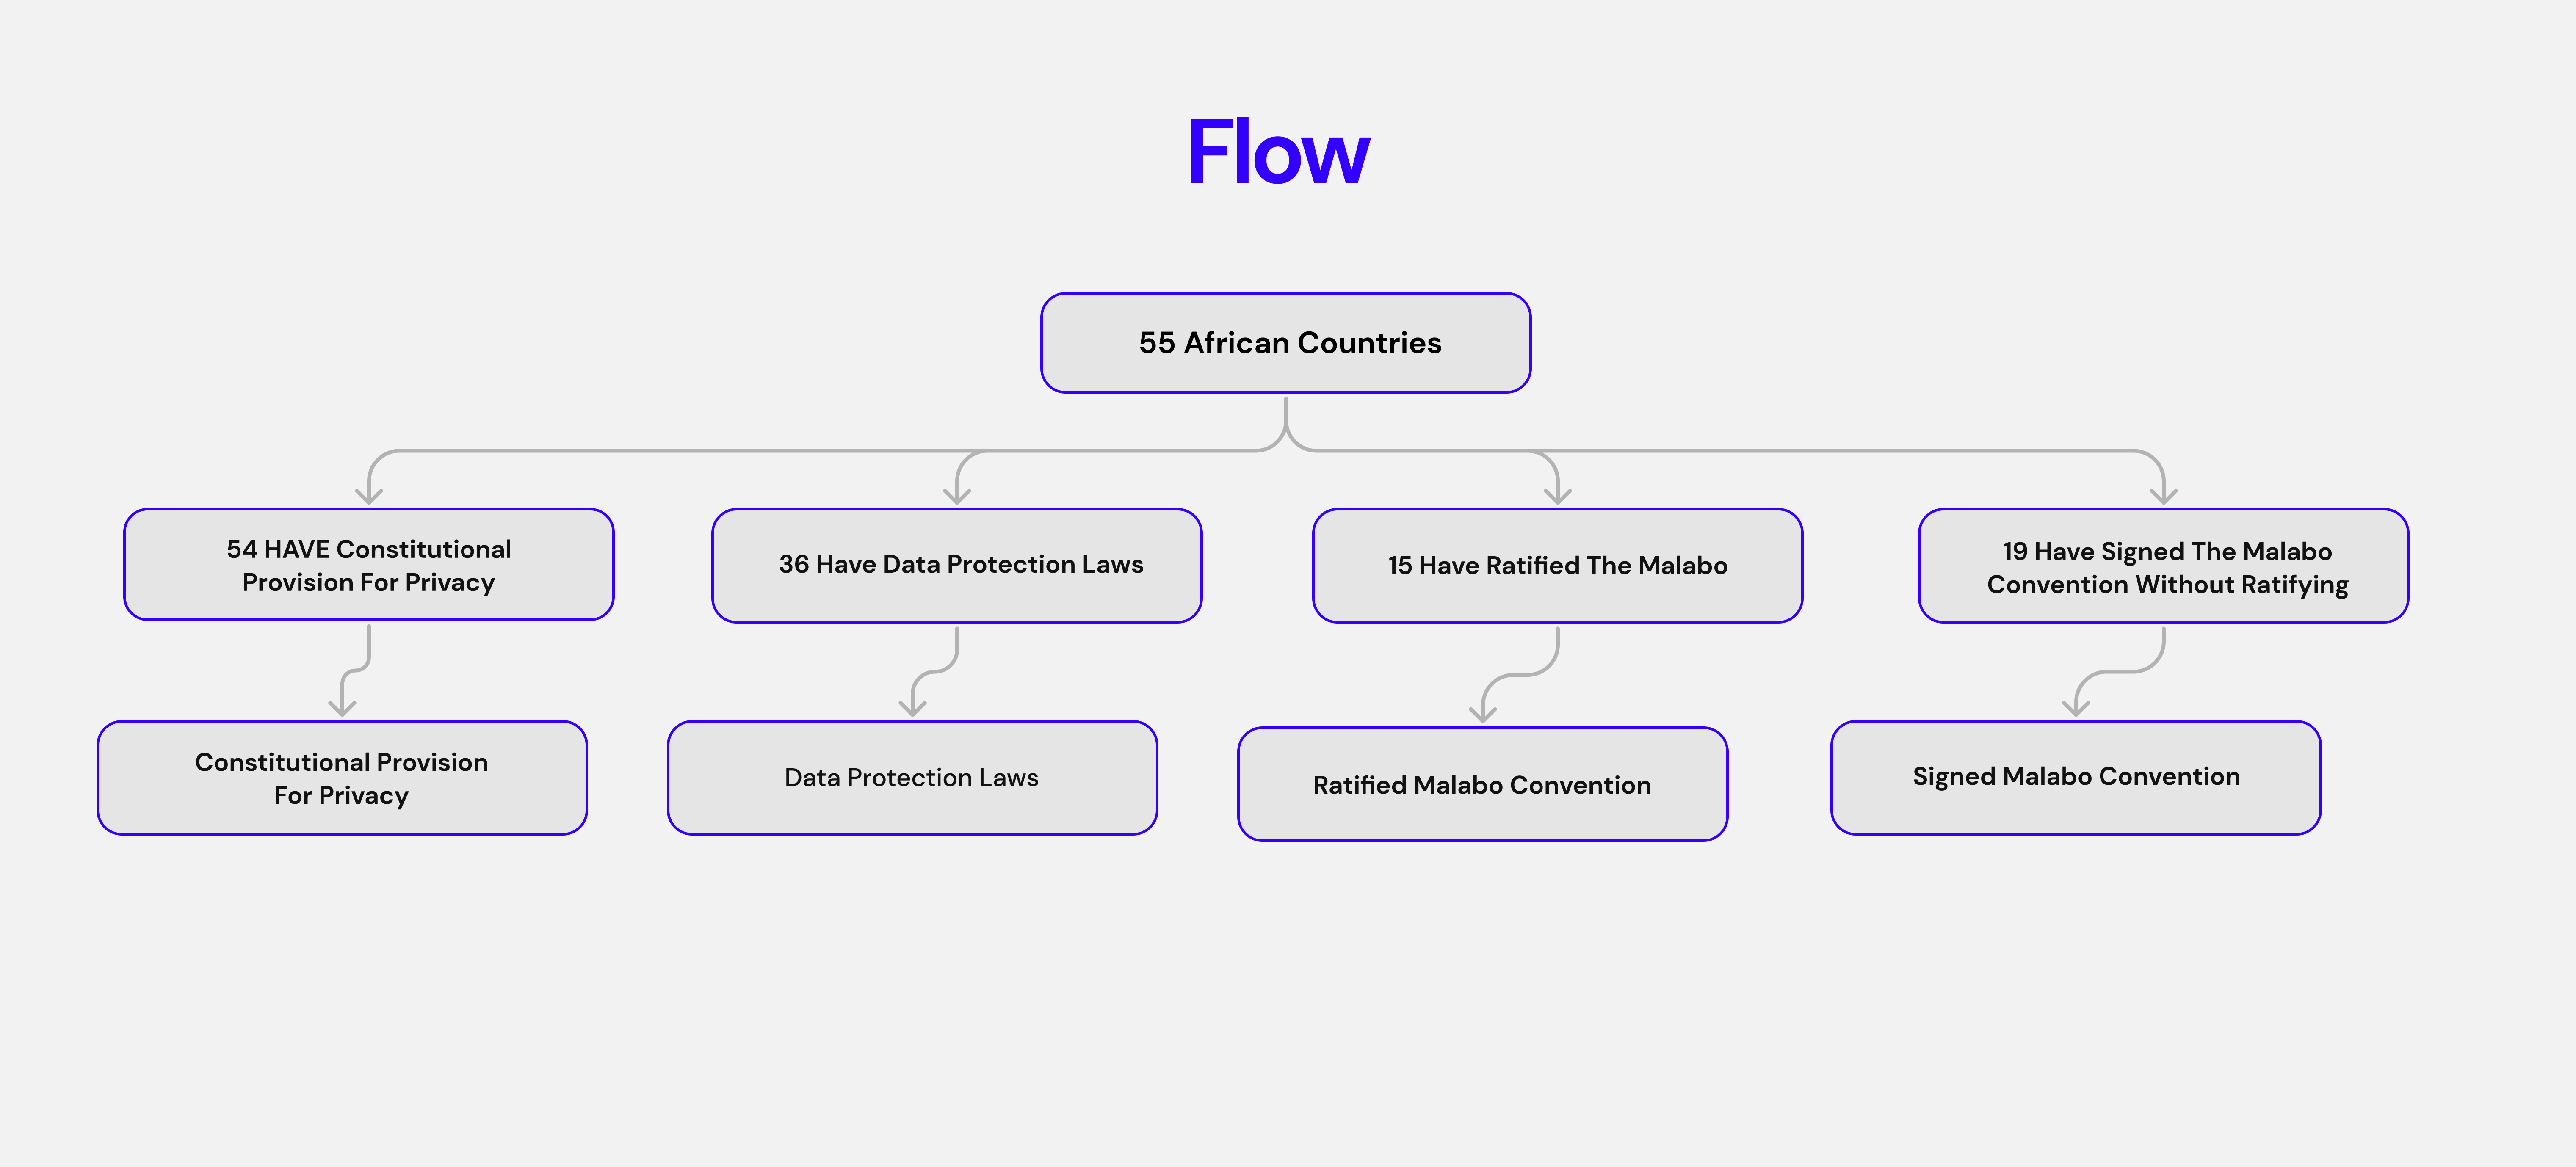 Flow
55 African Countries
54 HAVE Constitutional
Provision For Privacy
36 Have Data Protection Laws
15 Have Ratified The Malabo
19 Have Signed The Malabo
Convention Without Ratifying
Constitutional Provision
For Privacy
Data Protection Laws
Ratified Malabo Convention
Signed Malabo Convention